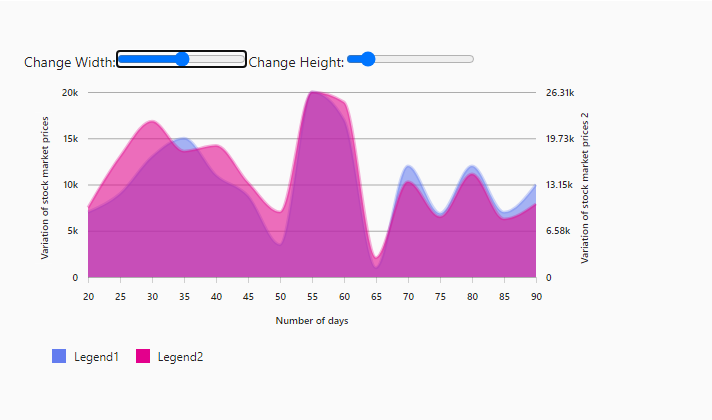 Change Width: Change Height:
20k 26.31k
15k 19.73k
10k 13.15k
5k 6.58k
0 0
Variation of stock market prices
Variation of stock market prices 2
20 25 30 35 40 45 50 55 60 65 70 75 80 85 90
Number of days
Legend1 Legend2